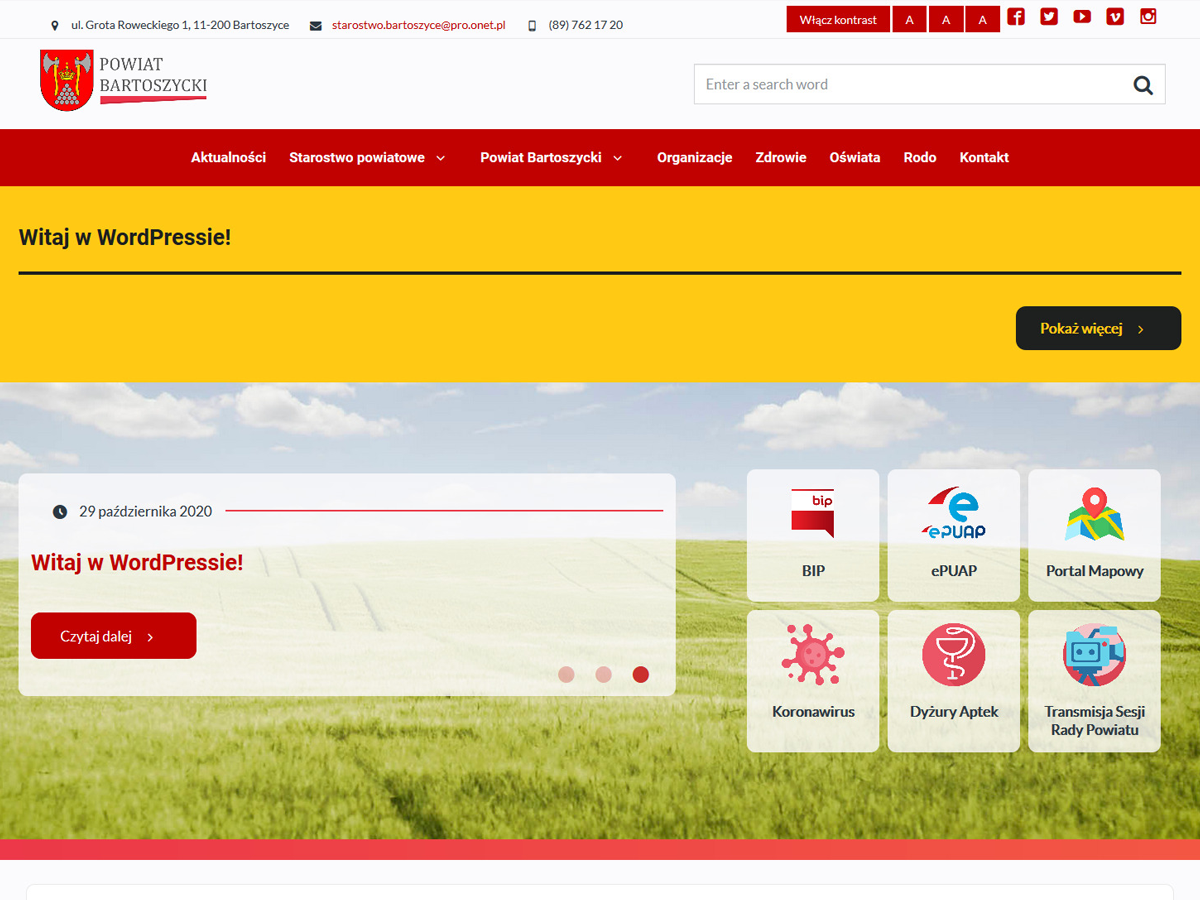 ul. Grota Roweckiego 1, 11-200 Bartoszyce
starostwo.bartoszyce@pro.onet.pl
(89) 762 17 20
Włącz kontrast
A
A
A
POWIAT
BARTOSZYCKI
Enter a search word
Aktualności
Starostwo powiatowe
Powiat Bartoszycki
Organizacje
Zdrowie
Oświata
Rodo
Kontakt
Witaj w WordPressie!
Pokaż więcej
29 października 2020
Witaj w WordPressie!
Czytaj dalej
bip
BIP
ePUAP
ePUAP
Portal Mapowy
Koronawirus
Dyżury Aptek
Transmisja Sesji
Rady Powiatu